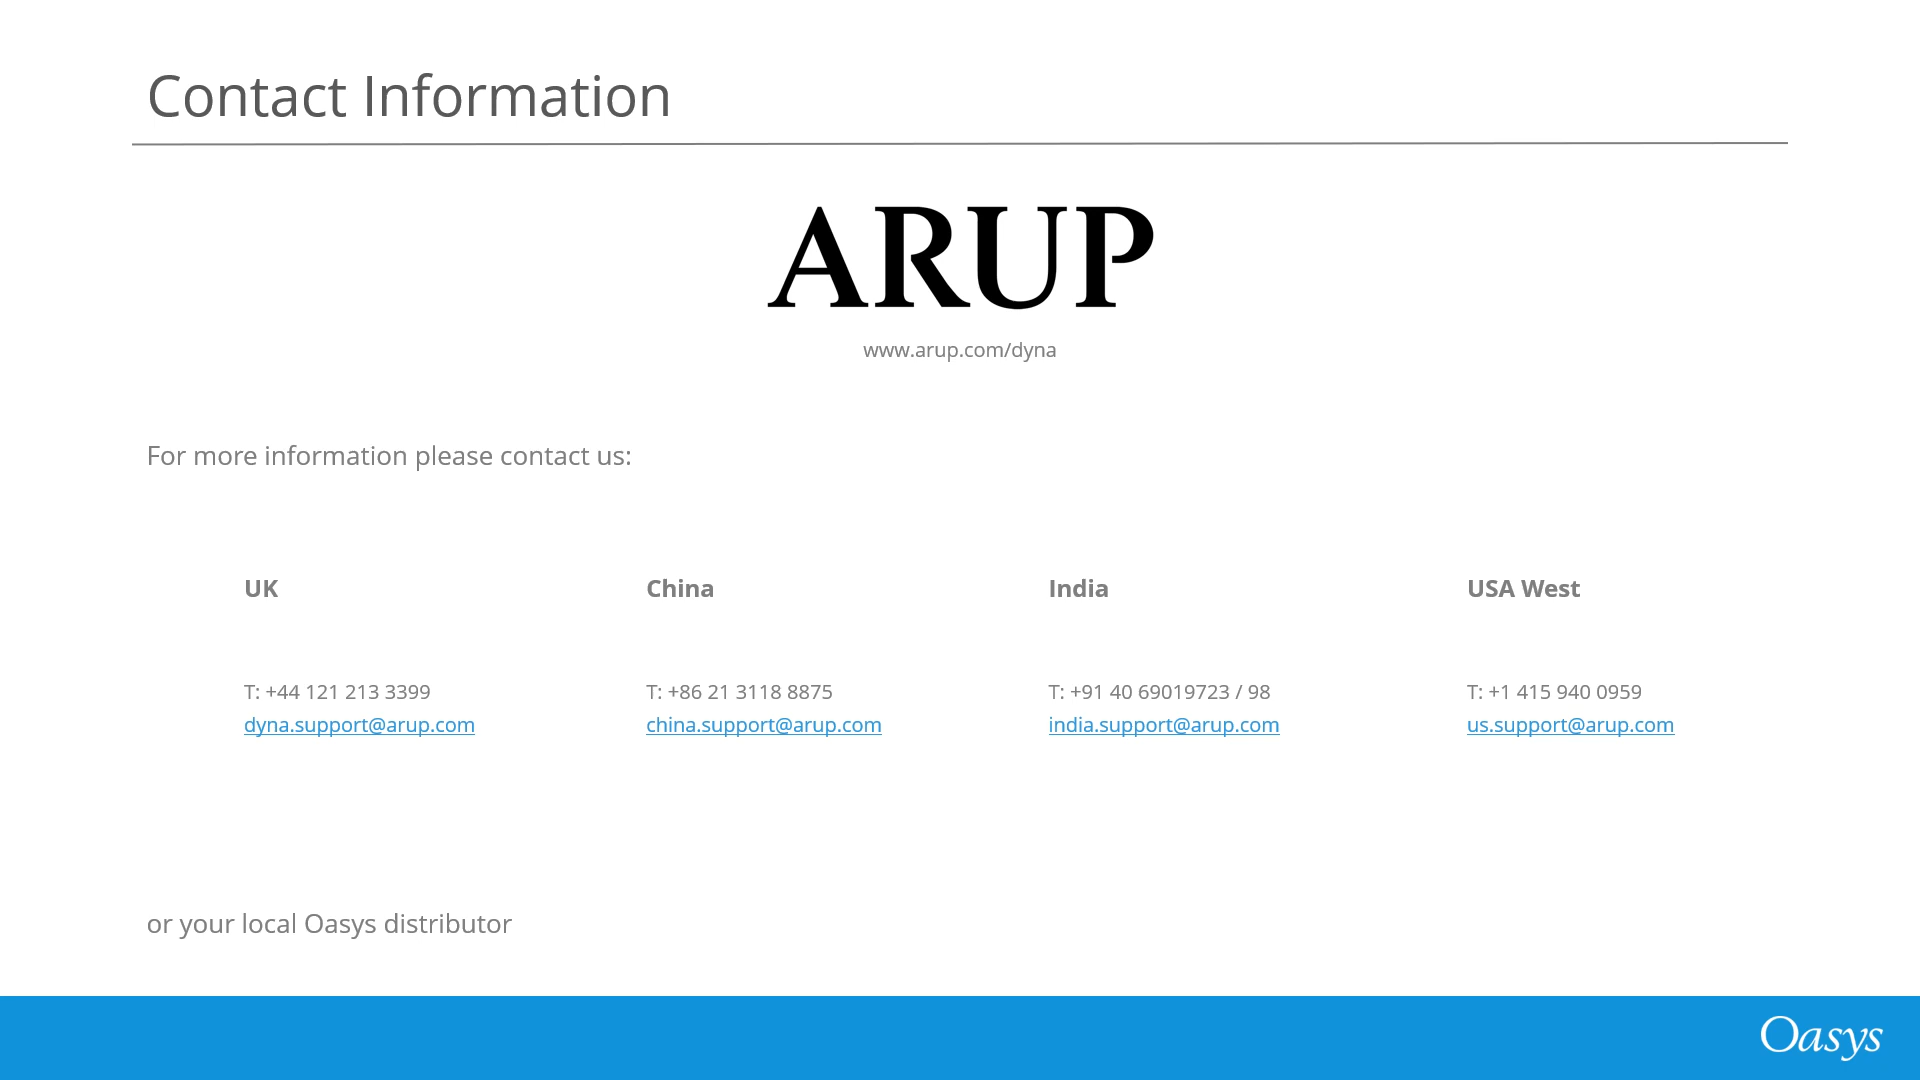 Contact Information
ARUP
www.arup.com/dyna
For more information please contact us:
UK
T: +44 121 213 3399
dyna.support@arup.com
China
T: +86 21 3118 8875
china.support@arup.com
India
T: +91 40 69019723 / 98
india.support@arup.com
USA West
T: +1 415 940 0959
us.support@arup.com
or your local Oasys distributor
Oasys